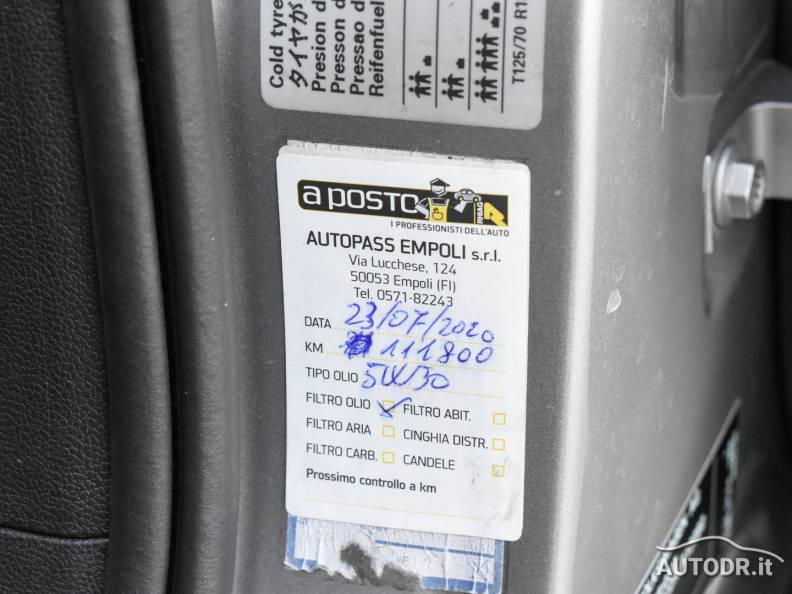 Cold tyre
タイヤが
Presion d
Presson d
Pressao d
Reifenfuel
T125/70 R1
a posto
RHIAG
I PROFESSIONISTI DELL'AUTO
AUTOPASS EMPOLI s.r.l.
Via Lucchese, 124
50053 Empoli (FI)
Tel. 0571-82243
DATA 23/07/2020
KM 111800
TIPO OLIO 5W30
FILTRO OLIO FILTRO ABIT.
FILTRO ARIA CINGHIA DISTR.
FILTRO CARB. CANDELE
Prossimo controllo a km
AUTODR.it